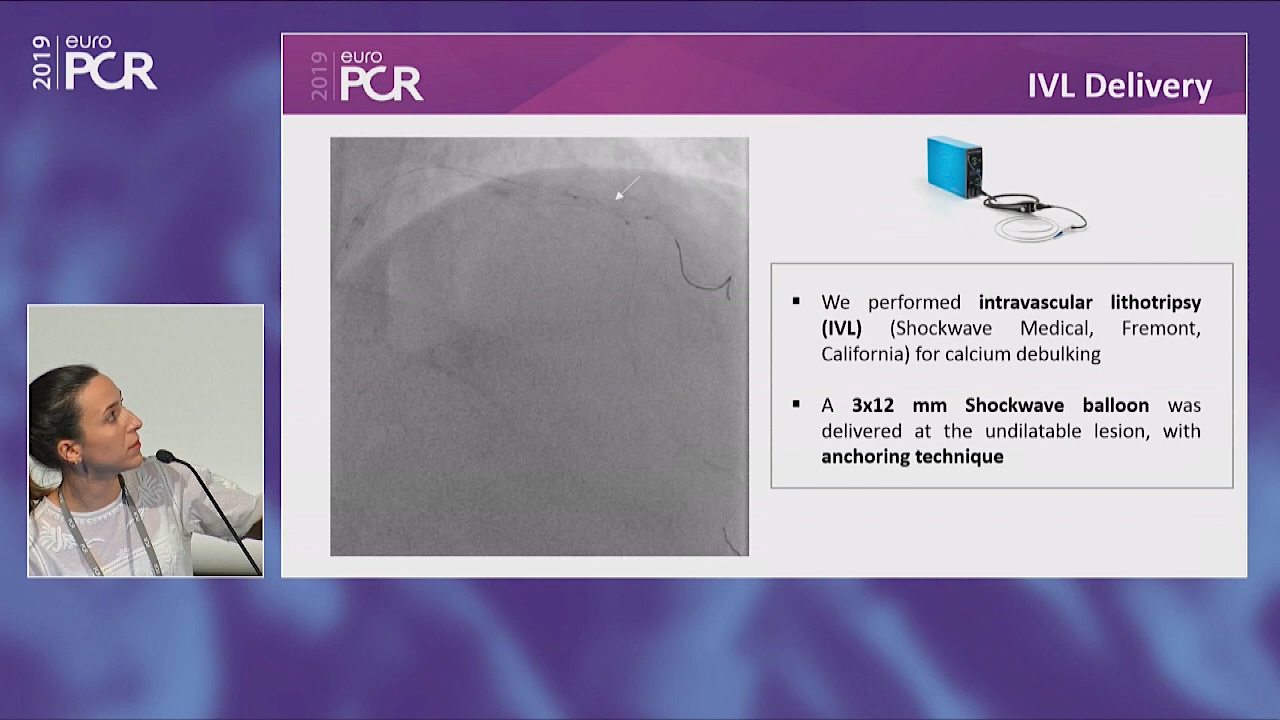 2019
euro
PCR
2019
euro
PCR
IVL Delivery
▪ We performed intravascular lithotripsy
(IVL) (Shockwave Medical, Fremont,
California) for calcium debulking
▪ A 3x12 mm Shockwave balloon was
delivered at the undilatable lesion, with
anchoring technique